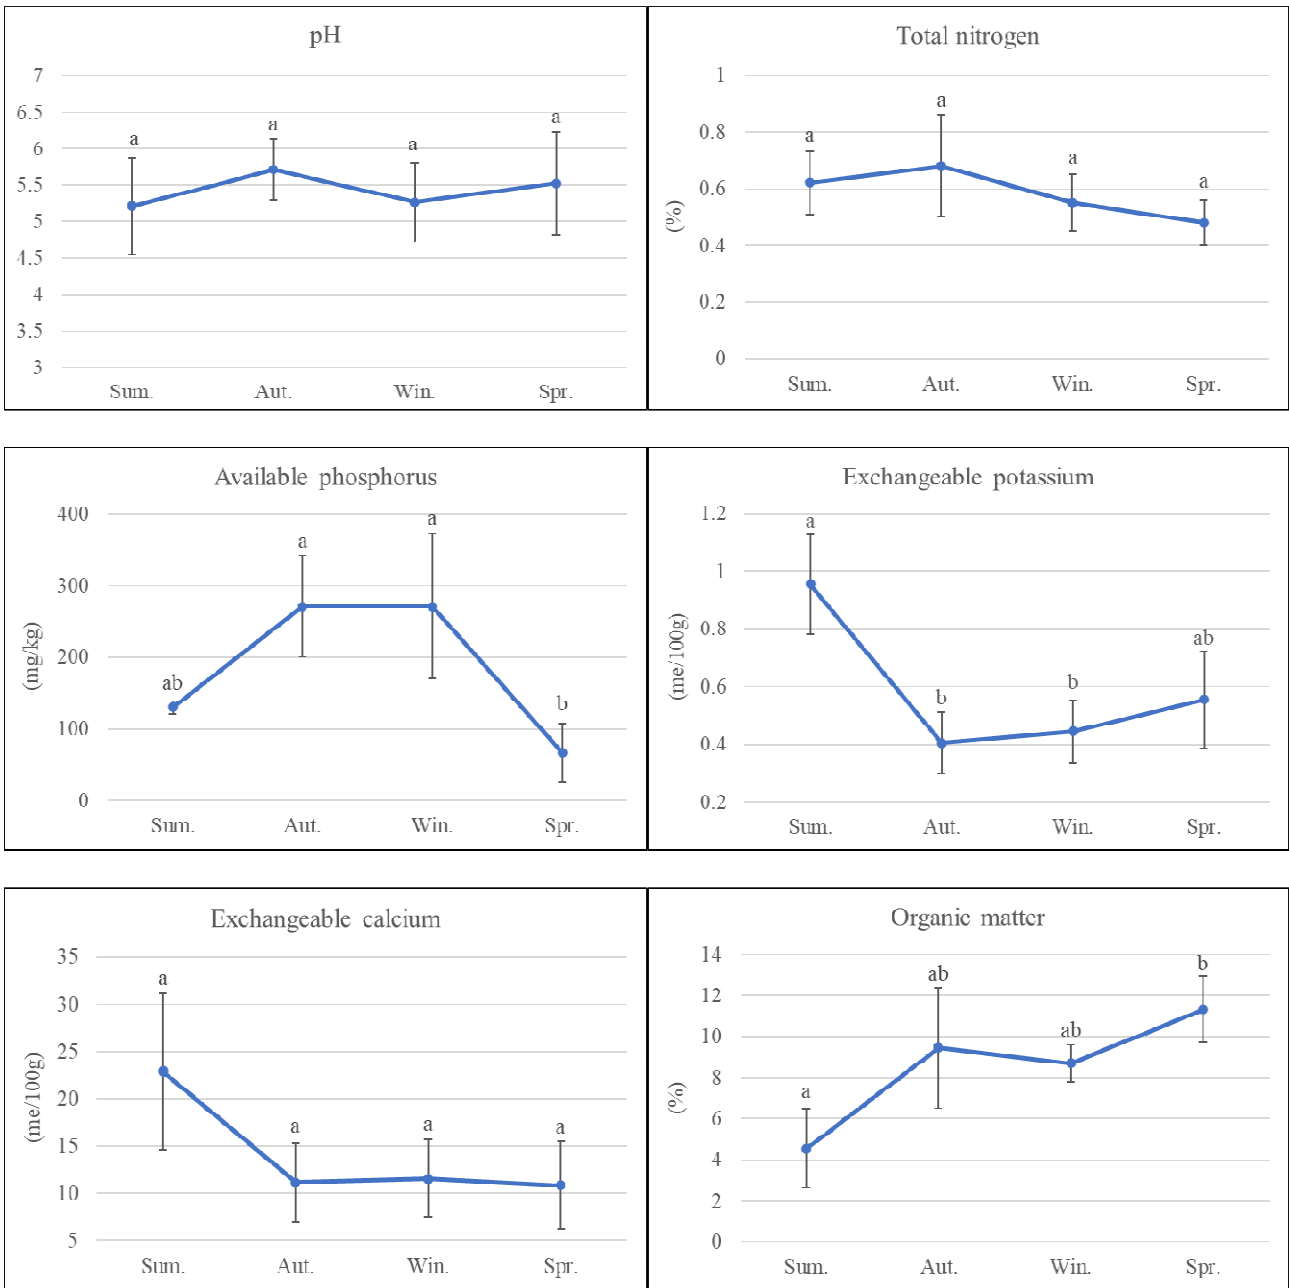 pH
7
6.5
6
5.5
5
4.5
4
3.5
3
a
a
a
a
Sum. Aut. Win. Spr.
Total nitrogen
(%)
1
0.8
0.6
0.4
0.2
0
a
a
a
a
Sum. Aut. Win. Spr.
Available phosphorus
(mg/kg)
400
300
200
100
0
ab
a
a
b
Sum. Aut. Win. Spr.
Exchangeable potassium
(me/100g)
1.2
1
0.8
0.6
0.4
0.2
a
b
b
ab
Sum. Aut. Win. Spr.
Exchangeable calcium
(me/100g)
35
30
25
20
15
10
5
a
a
a
a
Sum. Aut. Win. Spr.
Organic matter
(%)
14
12
10
8
6
4
2
0
a
ab
ab
b
Sum. Aut. Win. Spr.